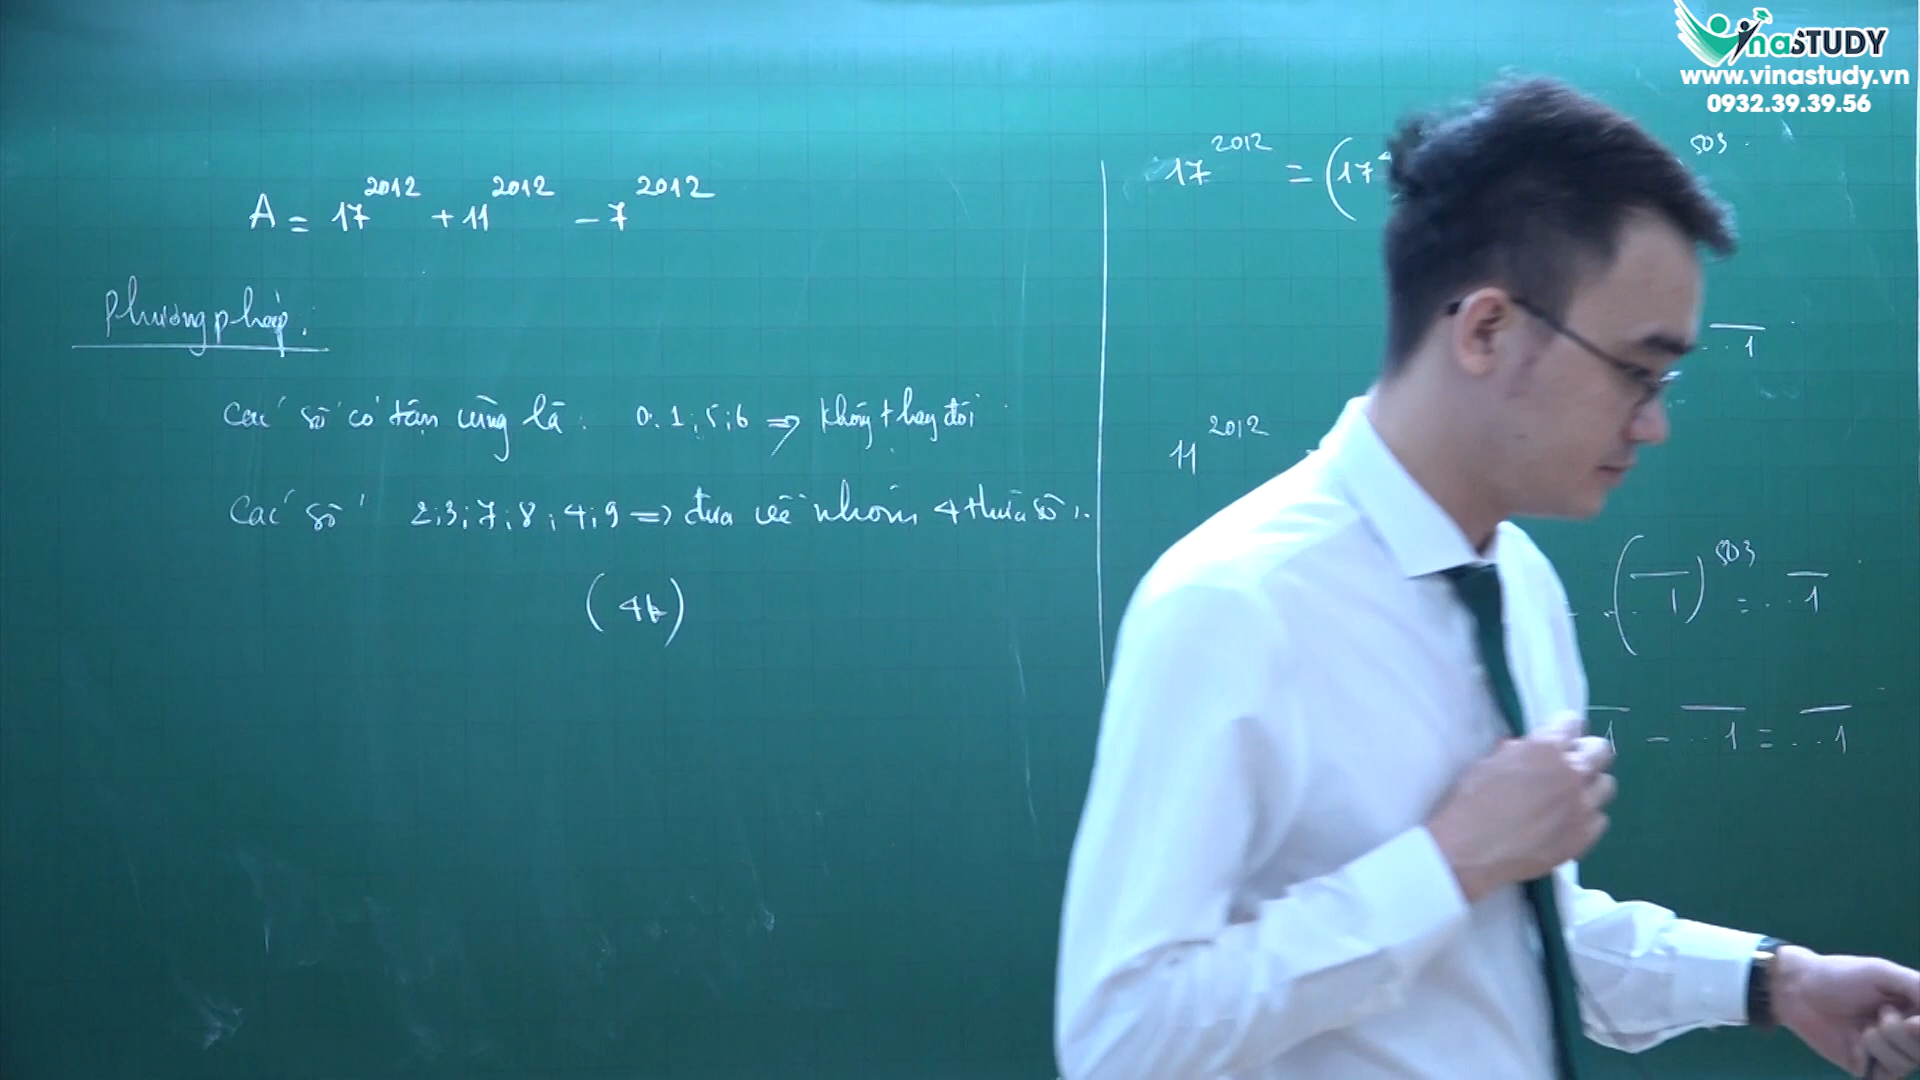 VinaSTUDY
www.vinastudy.vn
0932.39.39.56
A = 17^2012 + 11^2012 - 7^2012
Phương pháp:
Các số có tận cùng là: 0; 1; 5; 6 => không thay đổi
Các số 2; 3; 7; 8; 4; 9 => đưa về nhóm 4 thừa số.
(4k)
17^2012 = (17^4
503
...1
11^2012
(...1)^503 = ...1
1 - ...1 = ...1